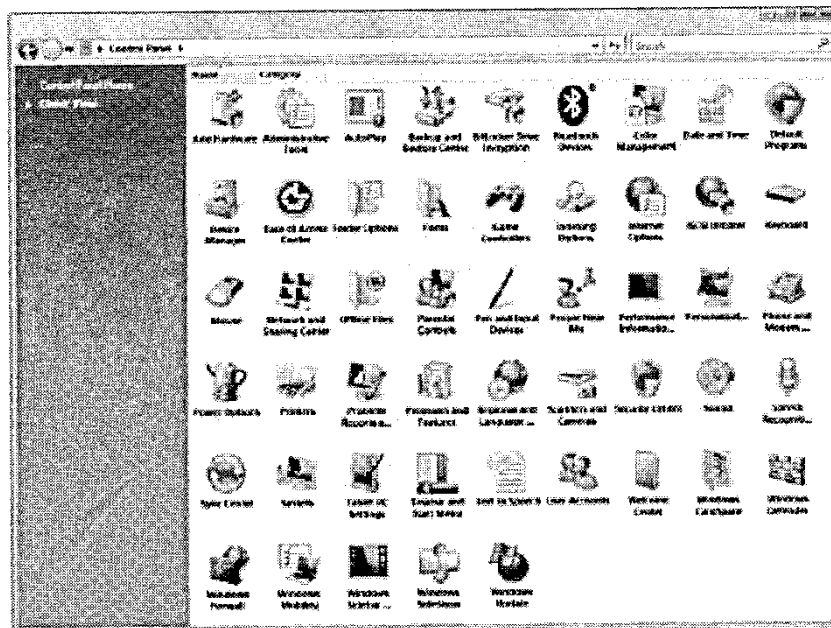 Control Panel
Search
Name Category
Control Panel Home
Classic View
Add Hardware Administrative Tools AutoPlay Backup and Restore Center BitLocker Drive Encryption Bluetooth Devices Color Management Date and Time Default Programs
Device Manager Ease of Access Center Folder Options Fonts Game Controllers Indexing Options Internet Options iSCSI Initiator Keyboard
Mouse Network and Sharing Center Offline Files Parental Controls Pen and Input Devices People Near Me Performance Informatio... Personalizat... Phone and Modem ...
Power Options Printers Problem Reports a... Programs and Features Regional and Language ... Scanners and Cameras Security Center Sound Speech Recogniti...
Sync Center System Tablet PC Settings Taskbar and Start Menu Text to Speech User Accounts Welcome Center Windows CardSpace Windows Defender
Windows Firewall Windows Mobility ... Windows Sidebar ... Windows SideShow Windows Update